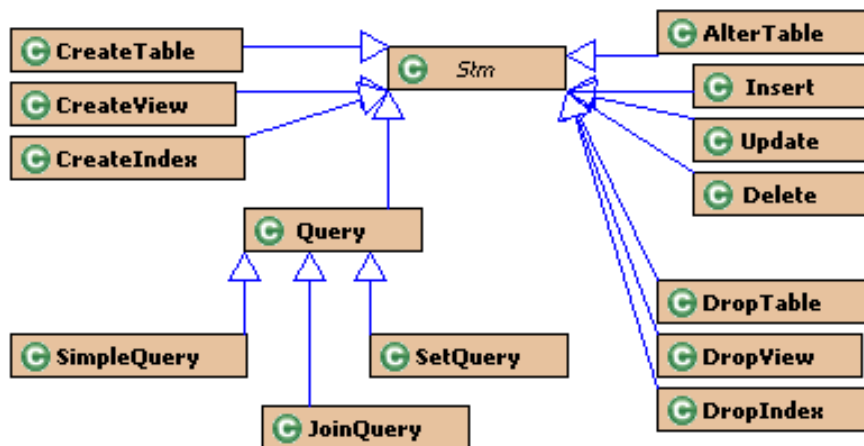 CreateTable
CreateView
CreateIndex
Stm
AlterTable
Insert
Update
Delete
Query
SimpleQuery
SetQuery
JoinQuery
DropTable
DropView
DropIndex